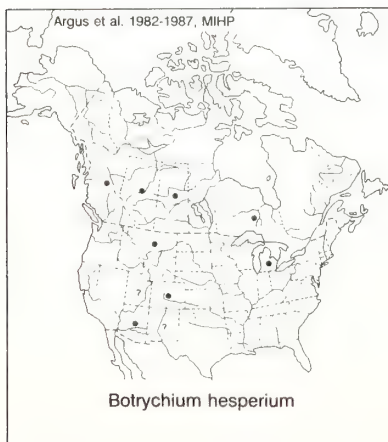 Argus et al. 1982-1987, MIHP
?
?
Botrychium hesperium